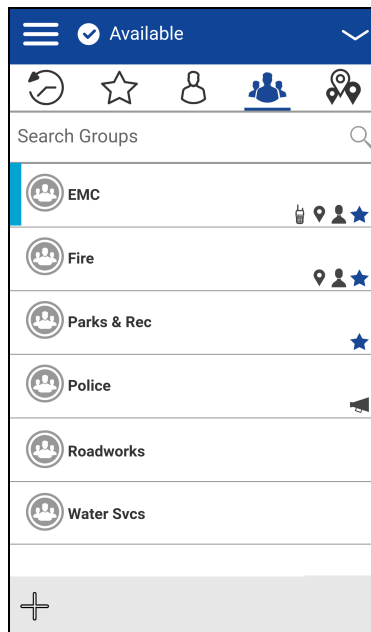 Available
Search Groups
EMC
Fire
Parks & Rec
Police
Roadworks
Water Svcs